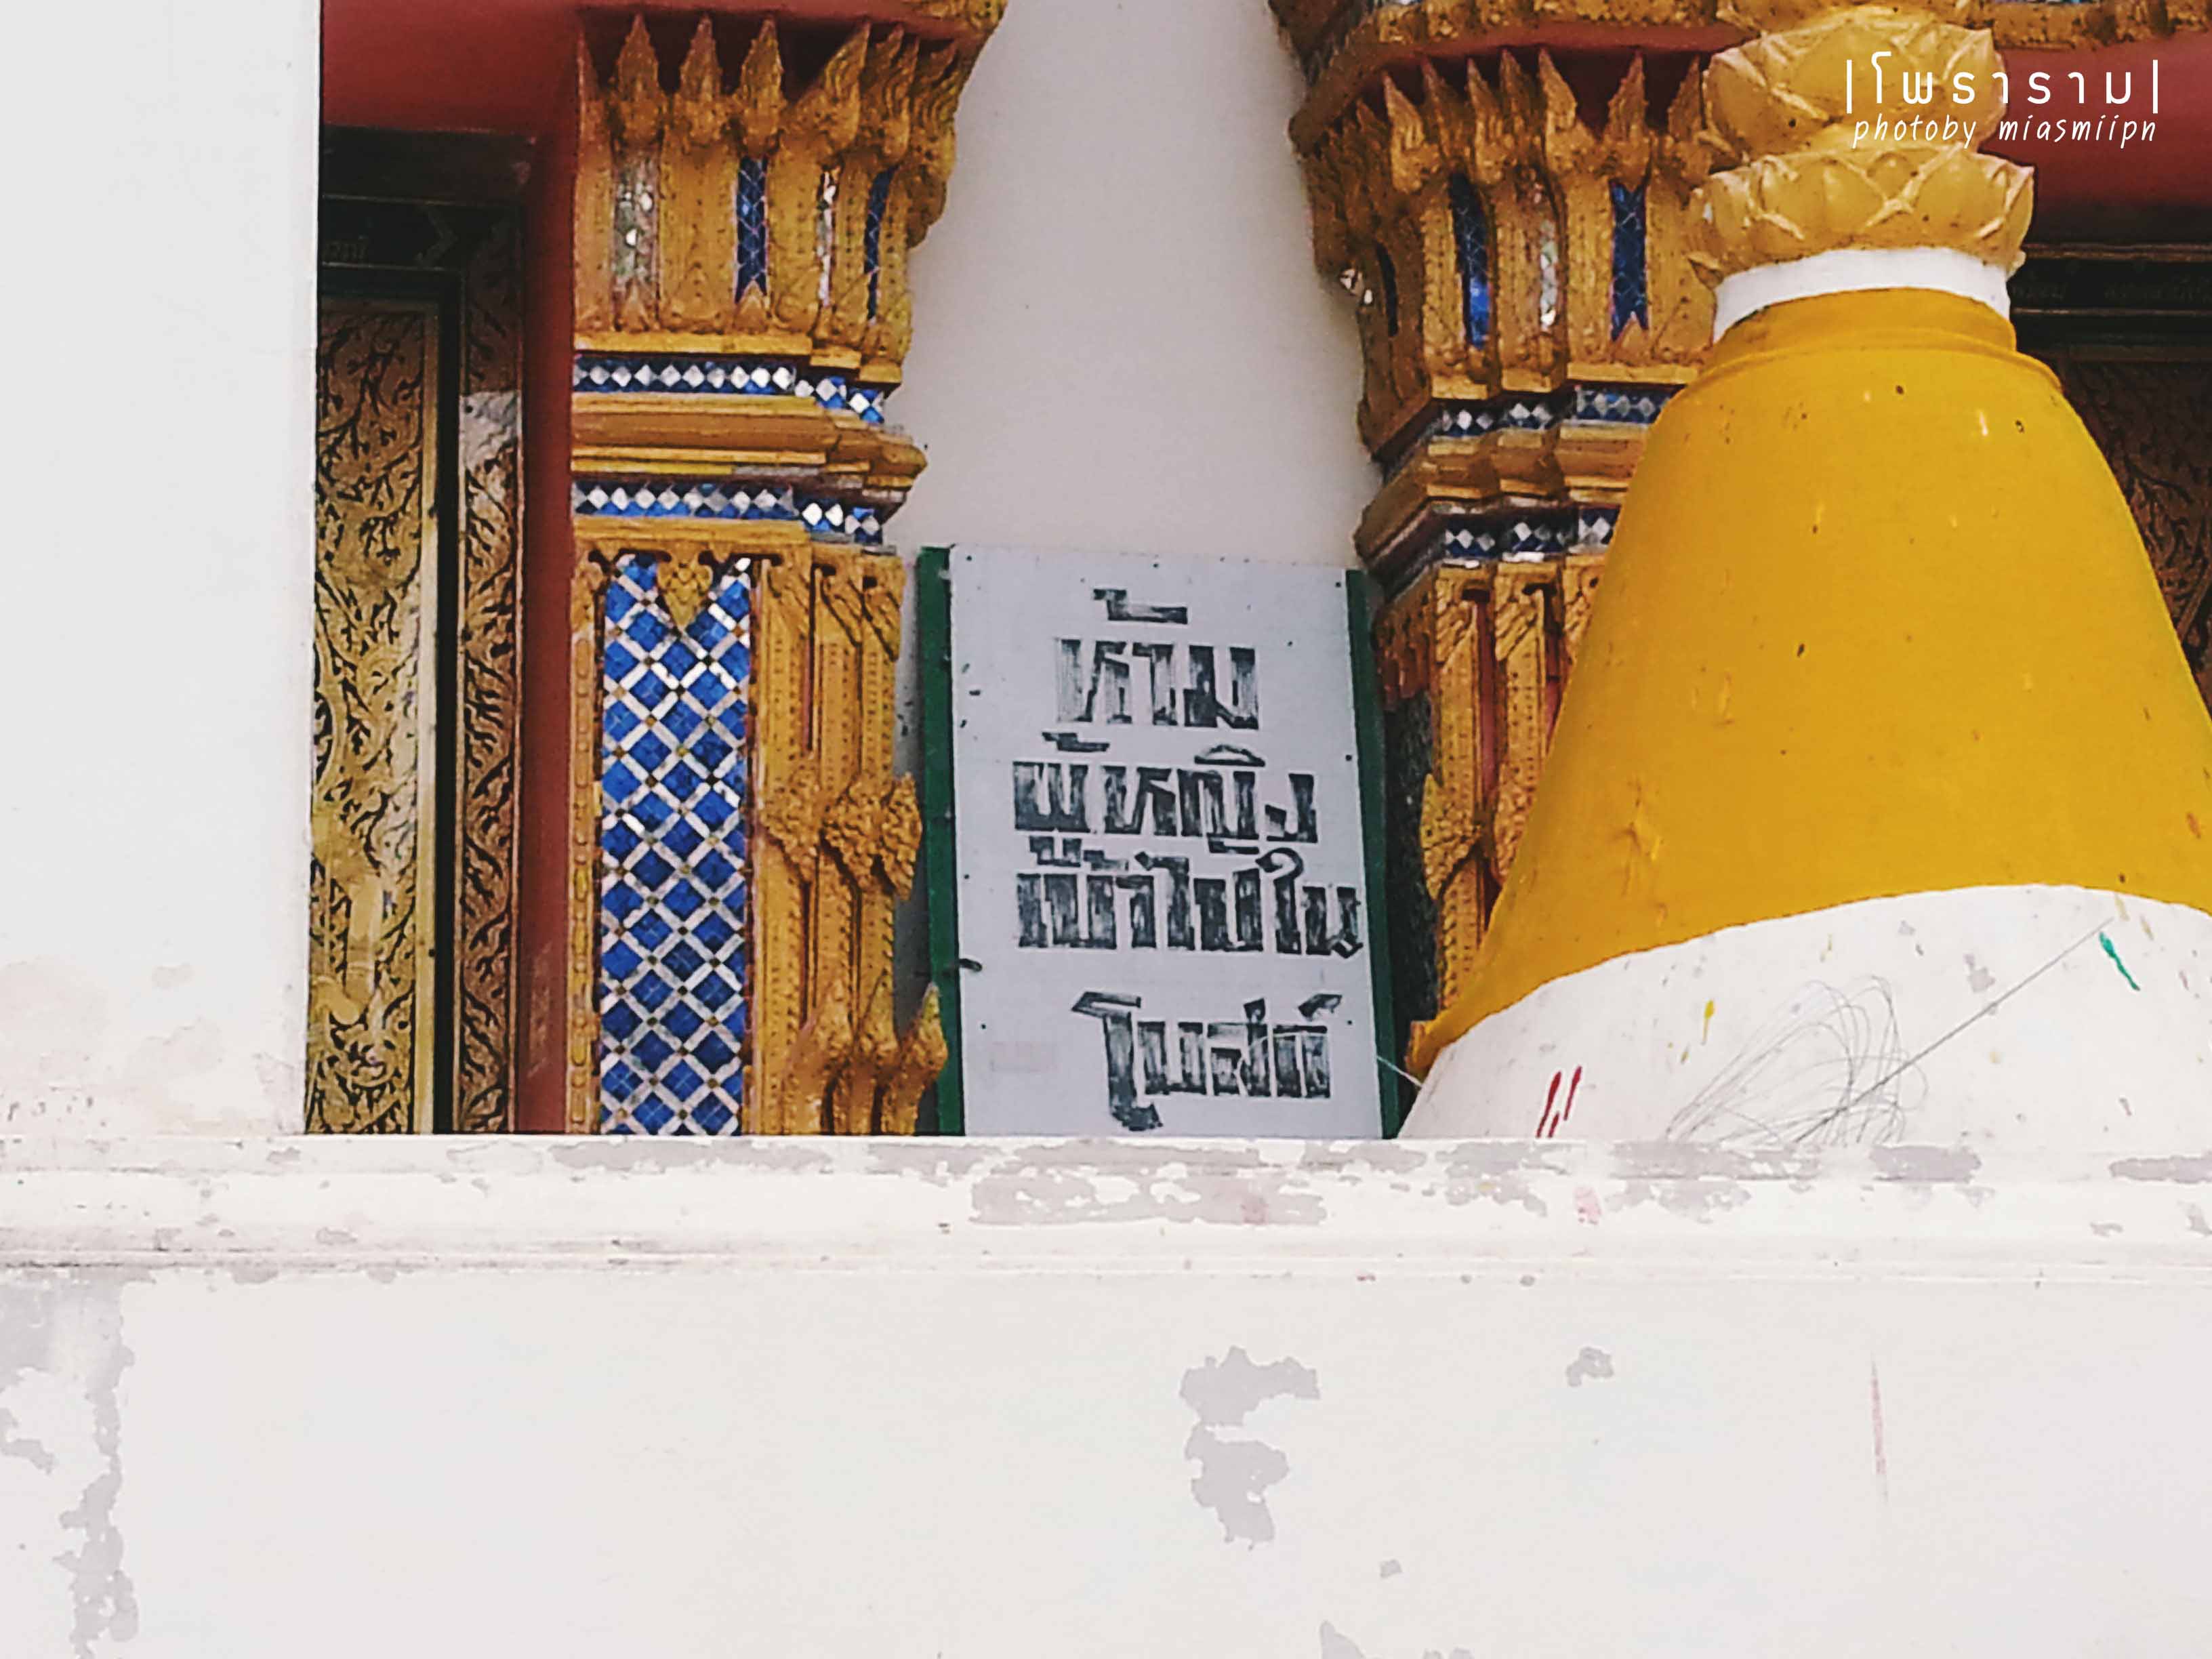 |โพธาราม|
photoby miasmiipn
ห้าม
ผู้หญิง
เข้าไปใน
โบสถ์